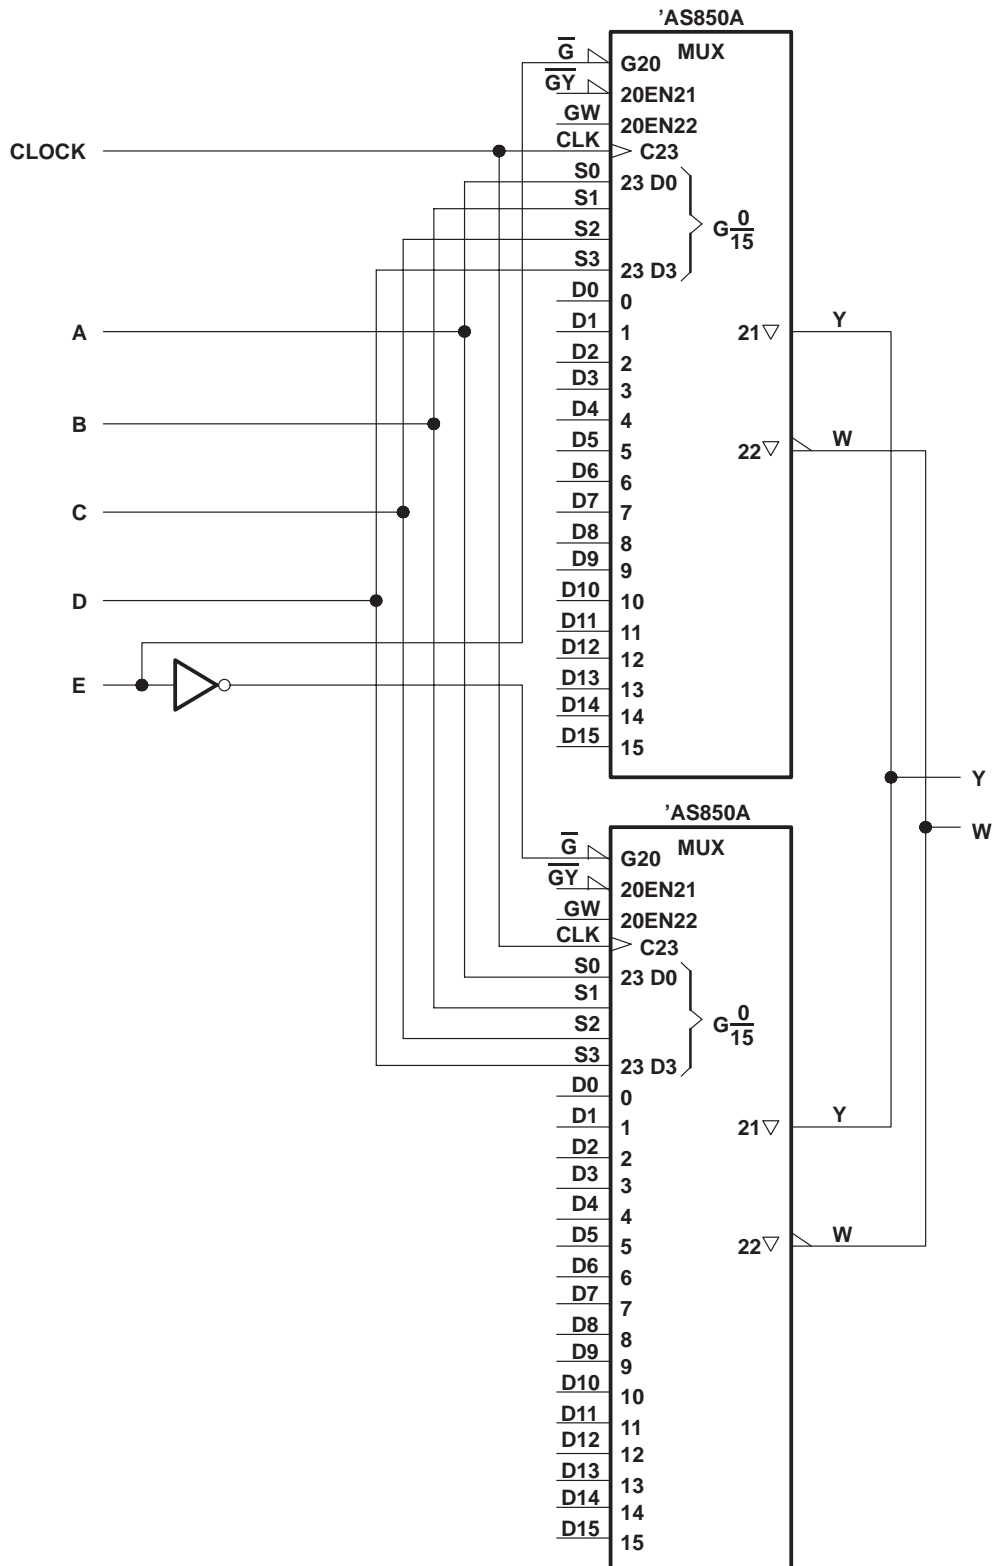 'AS850A
G̅ G20 MUX
G̅Y̅ 20EN21
GW 20EN22
CLOCK CLK C23
S0 23 D0
S1
S2 G 0/15
S3 23 D3
D0 0
A D1 1 21▽ Y
D2 2
D3 3
B D4 4
D5 5 22▽ W
D6 6
C D7 7
D8 8
D9 9
D D10 10
D11 11
D12 12
E D13 13
D14 14
D15 15
Y
'AS850A
W
G̅ G20 MUX
G̅Y̅ 20EN21
GW 20EN22
CLK C23
S0 23 D0
S1
S2 G 0/15
S3 23 D3
D0 0
D1 1 21▽ Y
D2 2
D3 3
D4 4
D5 5 22▽ W
D6 6
D7 7
D8 8
D9 9
D10 10
D11 11
D12 12
D13 13
D14 14
D15 15